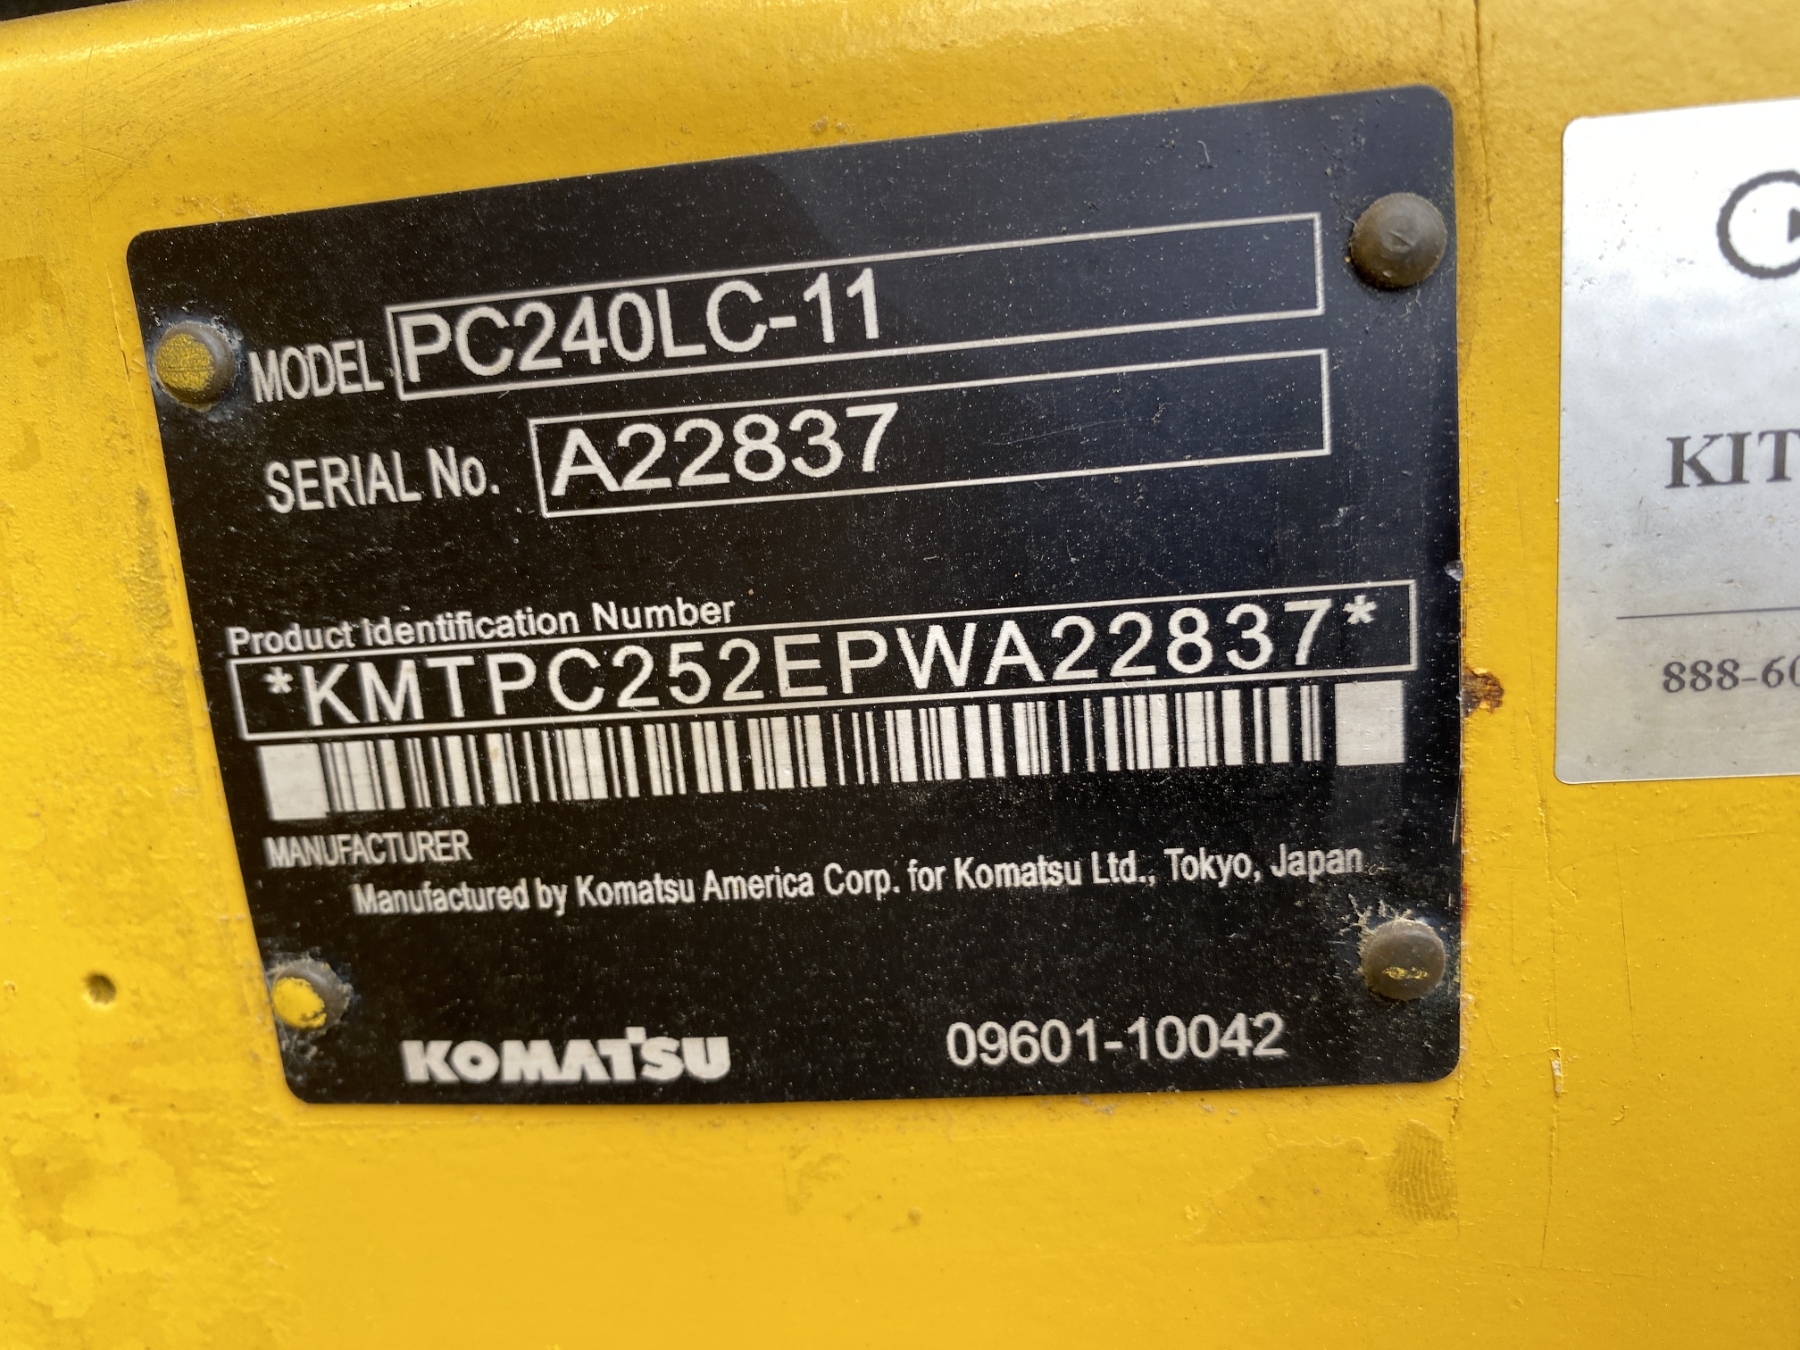 MODEL PC240LC-11
SERIAL No. A22837
Product Identification Number
*KMTPC252EPWA22837*
MANUFACTURER
Manufactured by Komatsu America Corp. for Komatsu Ltd., Tokyo, Japan
KOMATSU 09601-10042
KIT
888-60